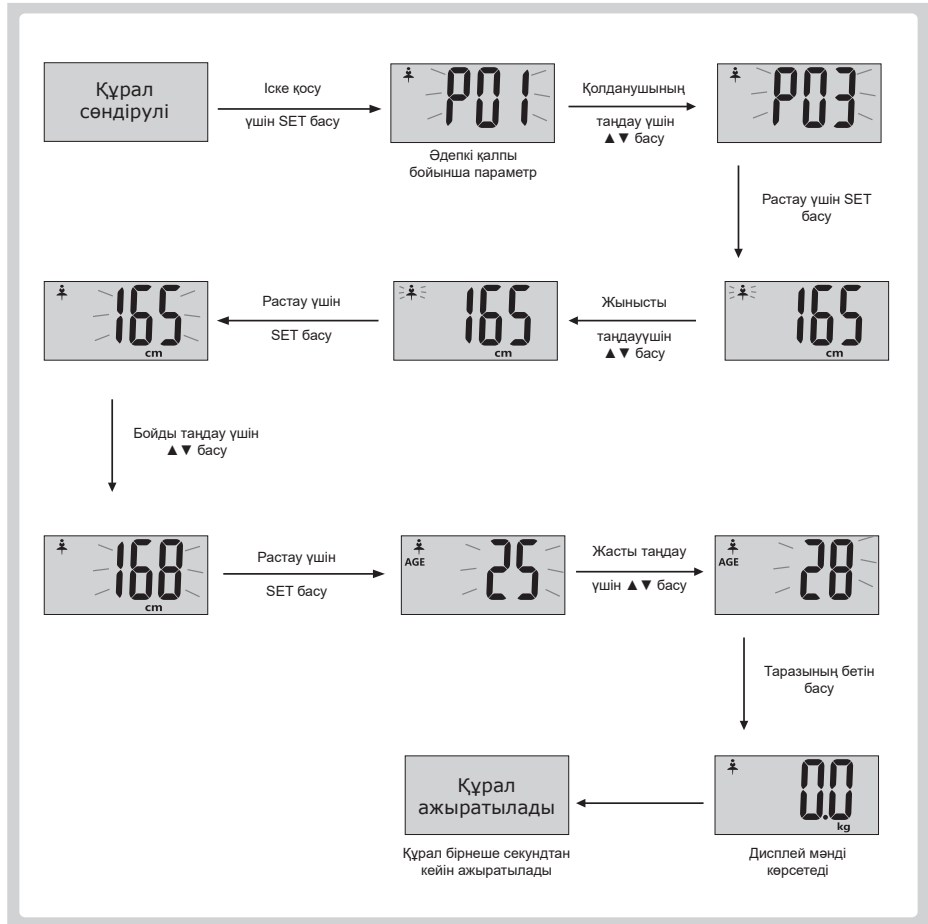 Құрал
сөндірулі
Іске қосу
үшін SET басу
P01
Әдепкі қалпы
бойынша параметр
Қолданушының
таңдау үшін
▲▼ басу
P03
Растау үшін SET
басу
165
cm
Жынысты
таңдауүшін
▲▼ басу
165
cm
Растау үшін
SET басу
165
cm
Бойды таңдау үшін
▲▼ басу
168
cm
Растау үшін
SET басу
AGE
25
Жасты таңдау
үшін ▲▼ басу
AGE
28
Таразының бетін
басу
0.0
kg
Дисплей мәнді
көрсетеді
Құрал
ажыратылады
Құрал бірнеше секундтан
кейін ажыратылады